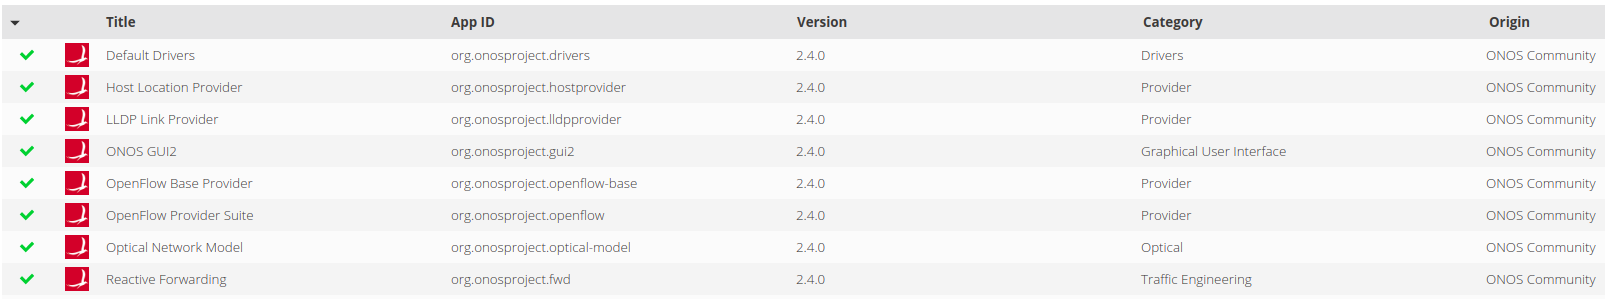 Title App ID Version Category Origin
Default Drivers org.onosproject.drivers 2.4.0 Drivers ONOS Community
Host Location Provider org.onosproject.hostprovider 2.4.0 Provider ONOS Community
LLDP Link Provider org.onosproject.lldpprovider 2.4.0 Provider ONOS Community
ONOS GUI2 org.onosproject.gui2 2.4.0 Graphical User Interface ONOS Community
OpenFlow Base Provider org.onosproject.openflow-base 2.4.0 Provider ONOS Community
OpenFlow Provider Suite org.onosproject.openflow 2.4.0 Provider ONOS Community
Optical Network Model org.onosproject.optical-model 2.4.0 Optical ONOS Community
Reactive Forwarding org.onosproject.fwd 2.4.0 Traffic Engineering ONOS Community